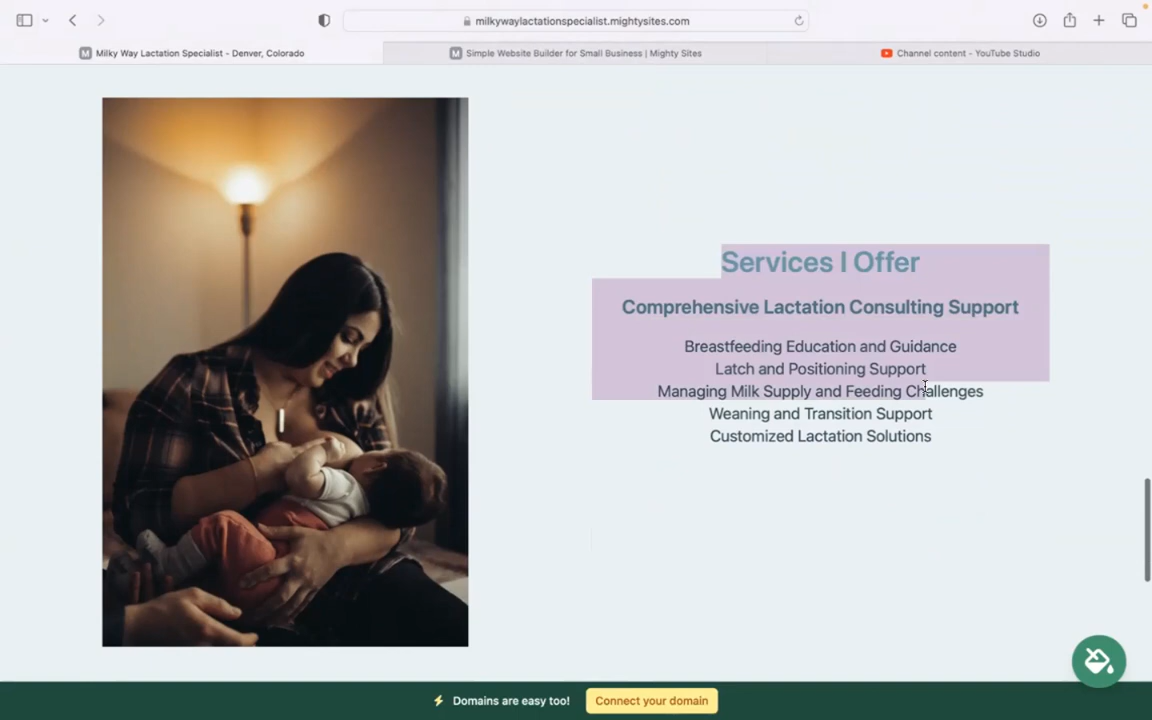 milkywaylactationspecialist.mightysites.com
Milky Way Lactation Specialist - Denver, Colorado
Simple Website Builder for Small Business | Mighty Sites
Channel content - YouTube Studio
Services I Offer
Comprehensive Lactation Consulting Support
Breastfeeding Education and Guidance
Latch and Positioning Support
Managing Milk Supply and Feeding Challenges
Weaning and Transition Support
Customized Lactation Solutions
Domains are easy too! Connect your domain